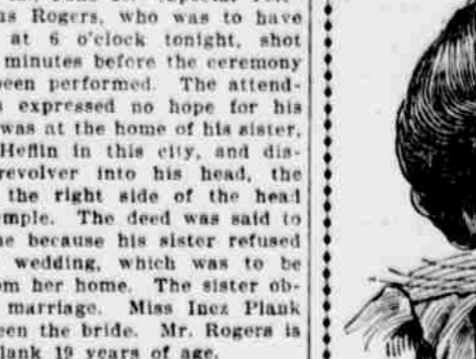 us Rogers, who was to have
at 6 o'clock tonight, shot
minutes before the ceremony
been performed. The attend-
s expressed no hope for his
was at the home of his sister,
Heflin in this city, and dis-
revolver into his head, the
the right side of the head
mple. The deed was said to
ne because his sister refused
wedding, which was to be
om her home. The sister ob-
marriage. Miss Inez Plank
een the bride. Mr. Rogers is
lank 19 years of age.